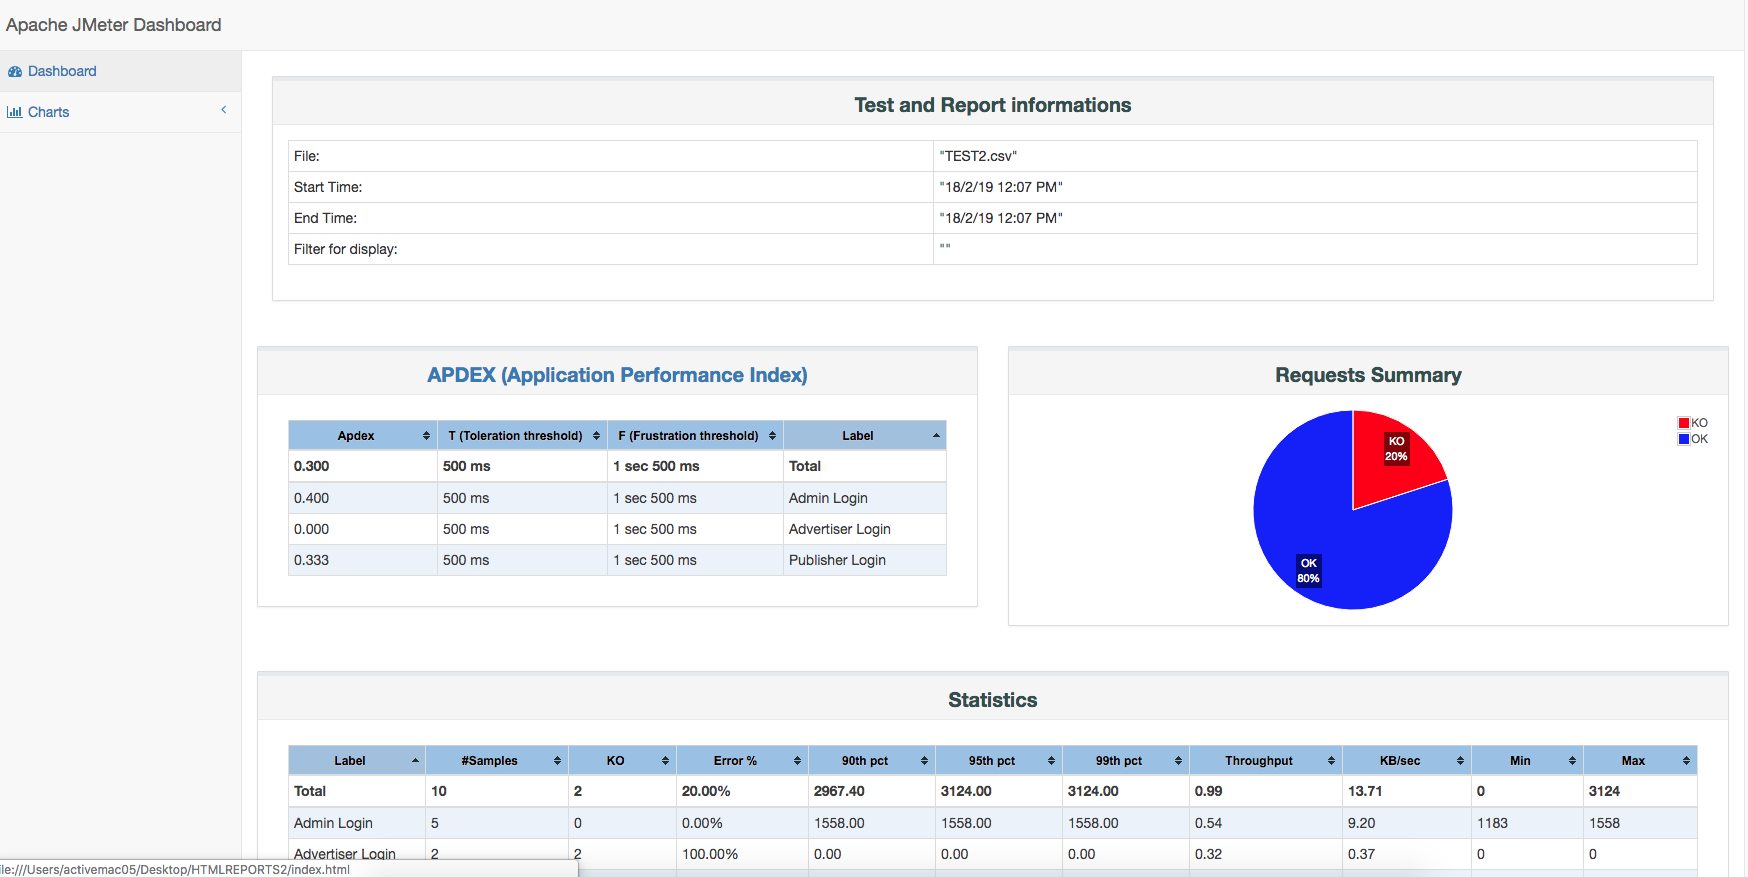 Apache JMeter Dashboard
Dashboard
Charts
Test and Report informations
File: "TEST2.csv"
Start Time: "18/2/19 12:07 PM"
End Time: "18/2/19 12:07 PM"
Filter for display: ""
APDEX (Application Performance Index)
Apdex T (Toleration threshold) F (Frustration threshold) Label
0.300 500 ms 1 sec 500 ms Total
0.400 500 ms 1 sec 500 ms Admin Login
0.000 500 ms 1 sec 500 ms Advertiser Login
0.333 500 ms 1 sec 500 ms Publisher Login
Requests Summary
KO
OK
KO
20%
OK
80%
Statistics
Label #Samples KO Error % 90th pct 95th pct 99th pct Throughput KB/sec Min Max
Total 10 2 20.00% 2967.40 3124.00 3124.00 0.99 13.71 0 3124
Admin Login 5 0 0.00% 1558.00 1558.00 1558.00 0.54 9.20 1183 1558
Advertiser Login 2 2 100.00% 0.00 0.00 0.00 0.32 0.37 0 0
ile:///Users/activemac05/Desktop/HTMLREPORTS2/index.html